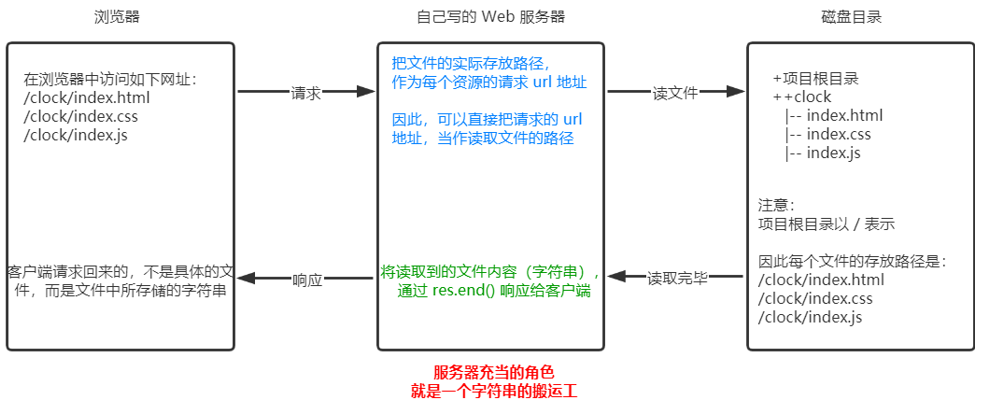 浏览器
自己写的 Web 服务器
磁盘目录
在浏览器中访问如下网址：
/clock/index.html
/clock/index.css
/clock/index.js
请求
把文件的实际存放路径，
作为每个资源的请求 url 地址
因此，可以直接把请求的 url
地址，当作读取文件的路径
读文件
+项目根目录
++clock
|-- index.html
|-- index.css
|-- index.js
注意：
项目根目录以 / 表示
因此每个文件的存放路径是：
/clock/index.html
/clock/index.css
/clock/index.js
读取完毕
将读取到的文件内容（字符串），
通过 res.end() 响应给客户端
响应
客户端请求回来的，不是具体的文
件，而是文件中所存储的字符串
服务器充当的角色
就是一个字符串的搬运工